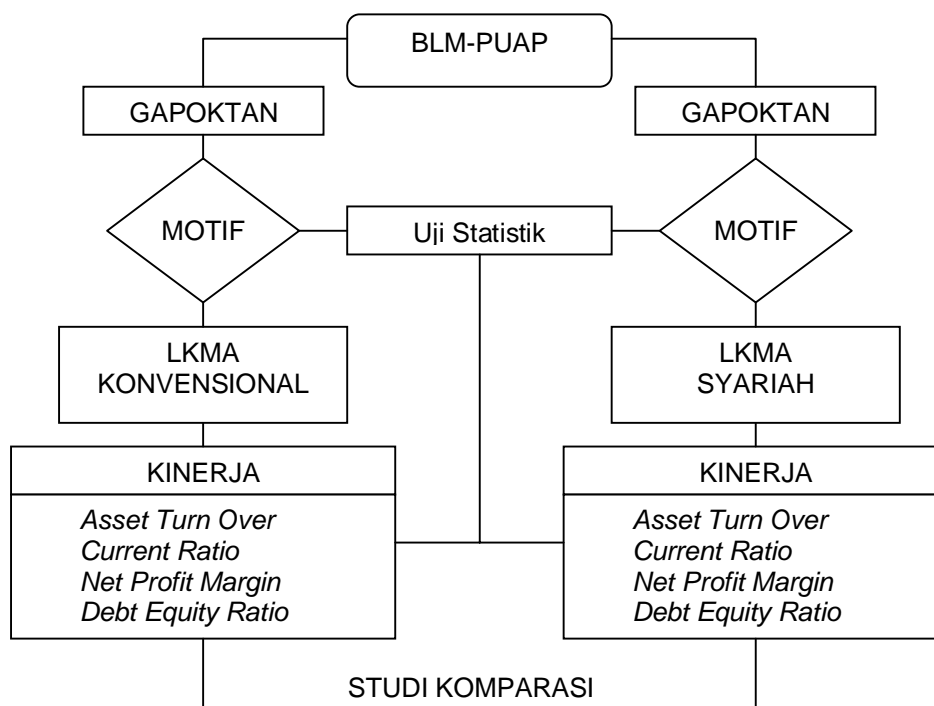 BLM-PUAP
GAPOKTAN
GAPOKTAN
MOTIF
Uji Statistik
MOTIF
LKMA
KONVENSIONAL
LKMA
SYARIAH
KINERJA
Asset Turn Over
Current Ratio
Net Profit Margin
Debt Equity Ratio
KINERJA
Asset Turn Over
Current Ratio
Net Profit Margin
Debt Equity Ratio
STUDI KOMPARASI